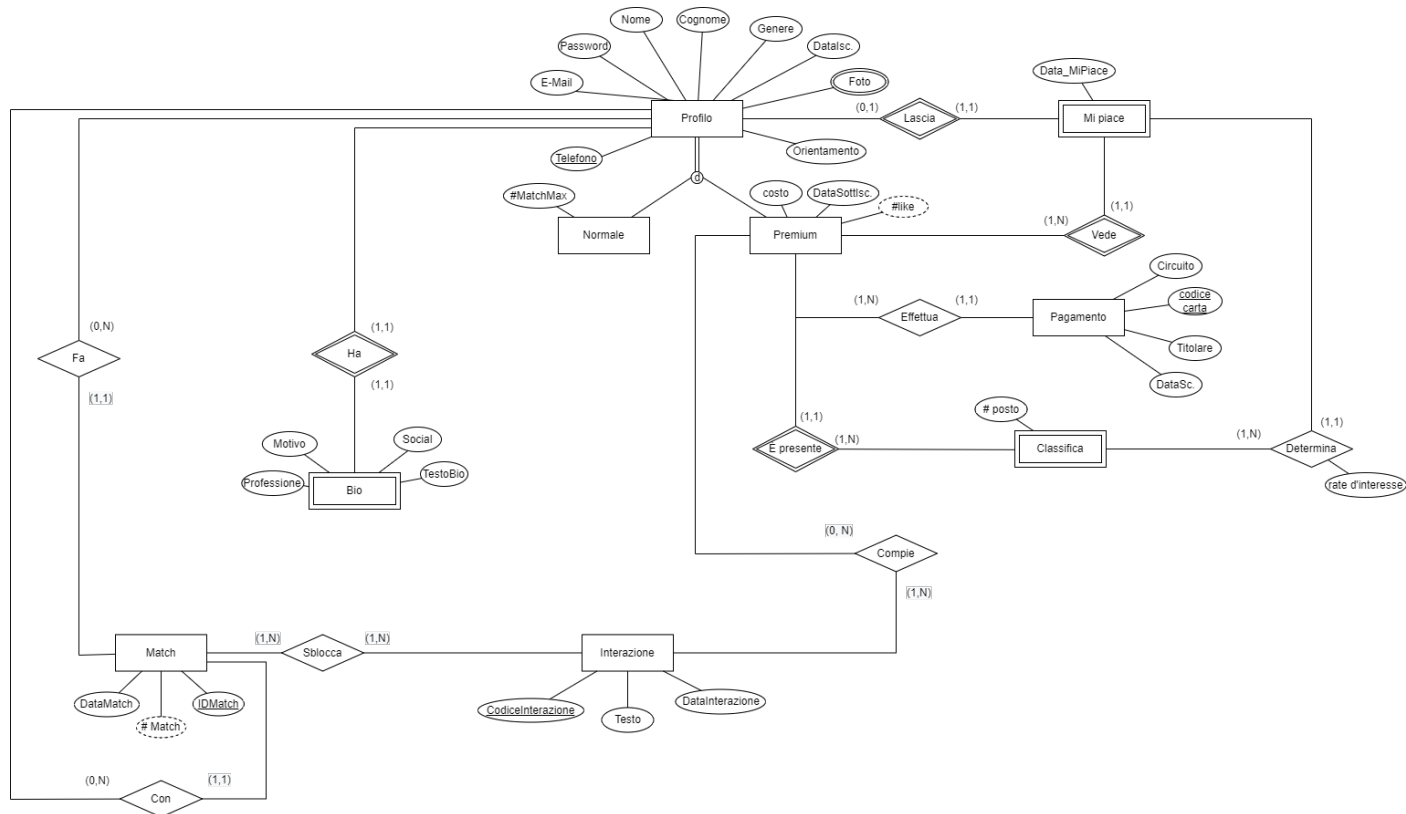 Nome
Cognome
Genere
Password
DataIsc.
E-Mail
Foto
Data_MiPiace
(0,1)
(1,1)
Profilo
Lascia
Mi piace
(0,N)
Telefono
Orientamento
d
#MatchMax
costo
DataSottIsc.
#like
Normale
Premium
(1,N)
(1,1)
Vede
Circuito
(1,N)
(1,1)
codice
carta
Effettua
Pagamento
(0,N)
(1,1)
Fa
Ha
Titolare
(1,1)
(1,1)
DataSc.
# posto
(1,1)
(1,1)
Motivo
Social
È presente
(1,N)
Classifica
(1,N)
Determina
Professione
TestoBio
Bio
rate d'interesse
(0, N)
Compie
(1,N)
Match
(1,N)
Sblocca
(1,N)
Interazione
DataMatch
IDMatch
# Match
CodiceInterazione
Testo
DataInterazione
(0,N)
(1,1)
Con